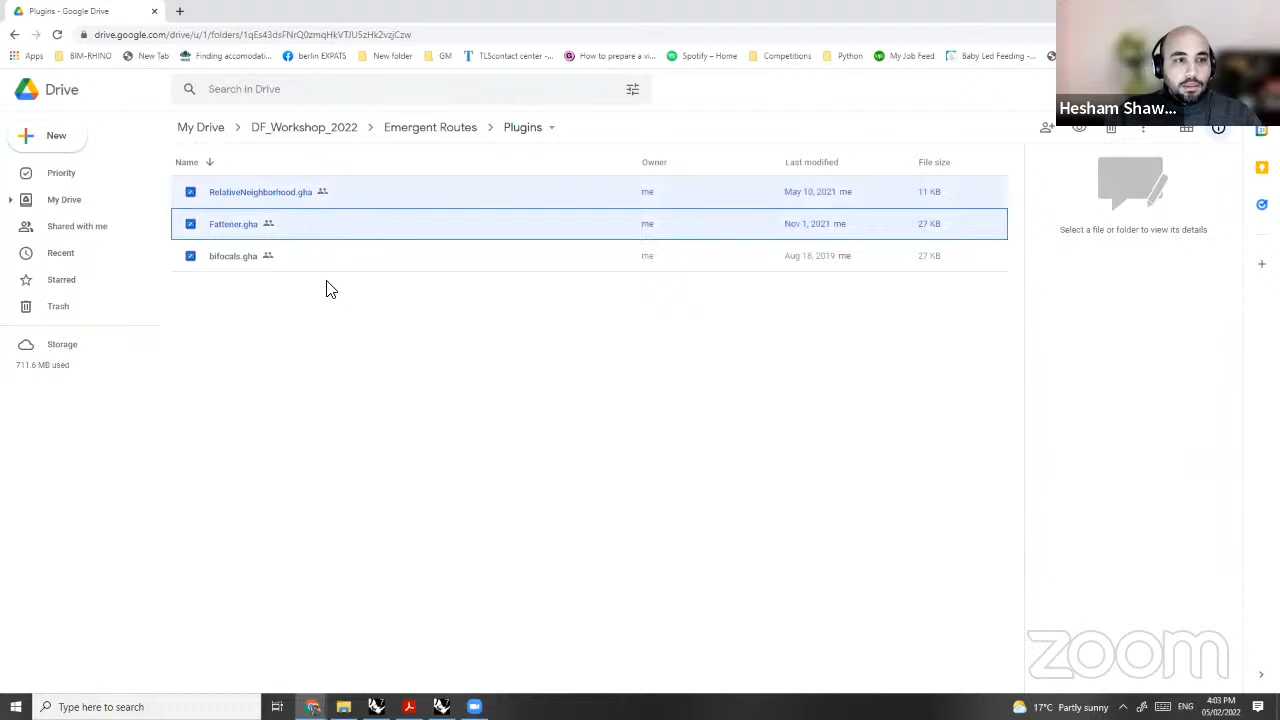 Plugins - Google Drive
drive.google.com/drive/u/1/folders/1qEs43dsFNrQ0zmqHkVTJU5zHk2vzjCzw
Apps BIM-RHINO New Tab Finding accomodati... berlin EXPATS New folder GM TLScontact center -... How to prepare a vi... Spotify – Home Competitions Python My Job Feed Baby Led Feeding -...
Hesham Shaw...
Drive
Search in Drive
New
My Drive DF_Workshop_2022 Emergent Routes Plugins
Name Owner Last modified File size
RelativeNeighborhood.gha me May 10, 2021 me 11 KB
Fattener.gha me Nov 1, 2021 me 27 KB
bifocals.gha me Aug 18, 2019 me 27 KB
Priority
My Drive
Shared with me
Recent
Starred
Trash
Storage
711.6 MB used
Select a file or folder to view its details
zoom
Type here to search
17°C Partly sunny
ENG
4:03 PM
05/02/2022